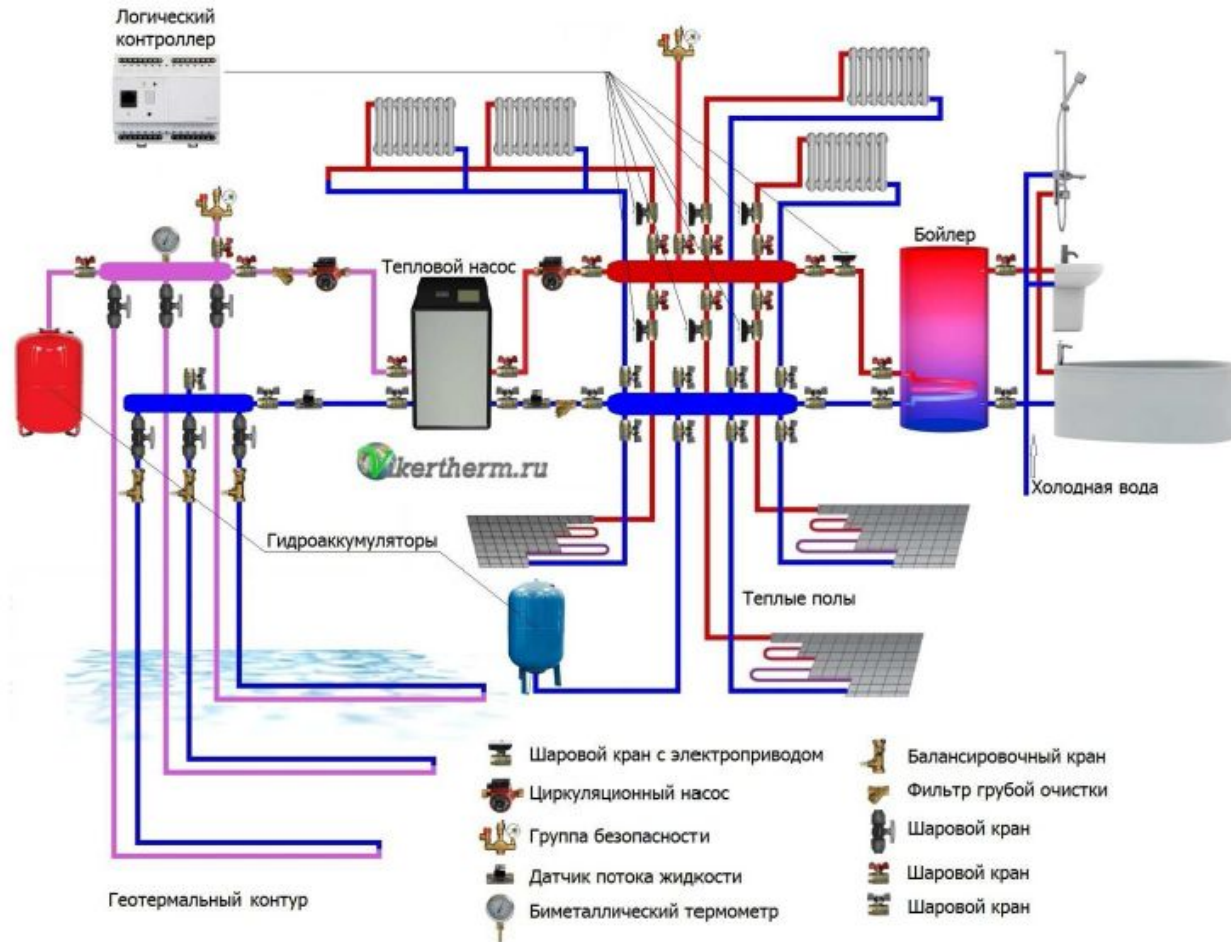 Логический
контроллер
Тепловой насос
Бойлер
Vikertherm.ru
Холодная вода
Гидроаккумуляторы
Теплые полы
Геотермальный контур
Шаровой кран с электроприводом
Циркуляционный насос
Группа безопасности
Датчик потока жидкости
Биметаллический термометр
Балансировочный кран
Фильтр грубой очистки
Шаровой кран
Шаровой кран
Шаровой кран